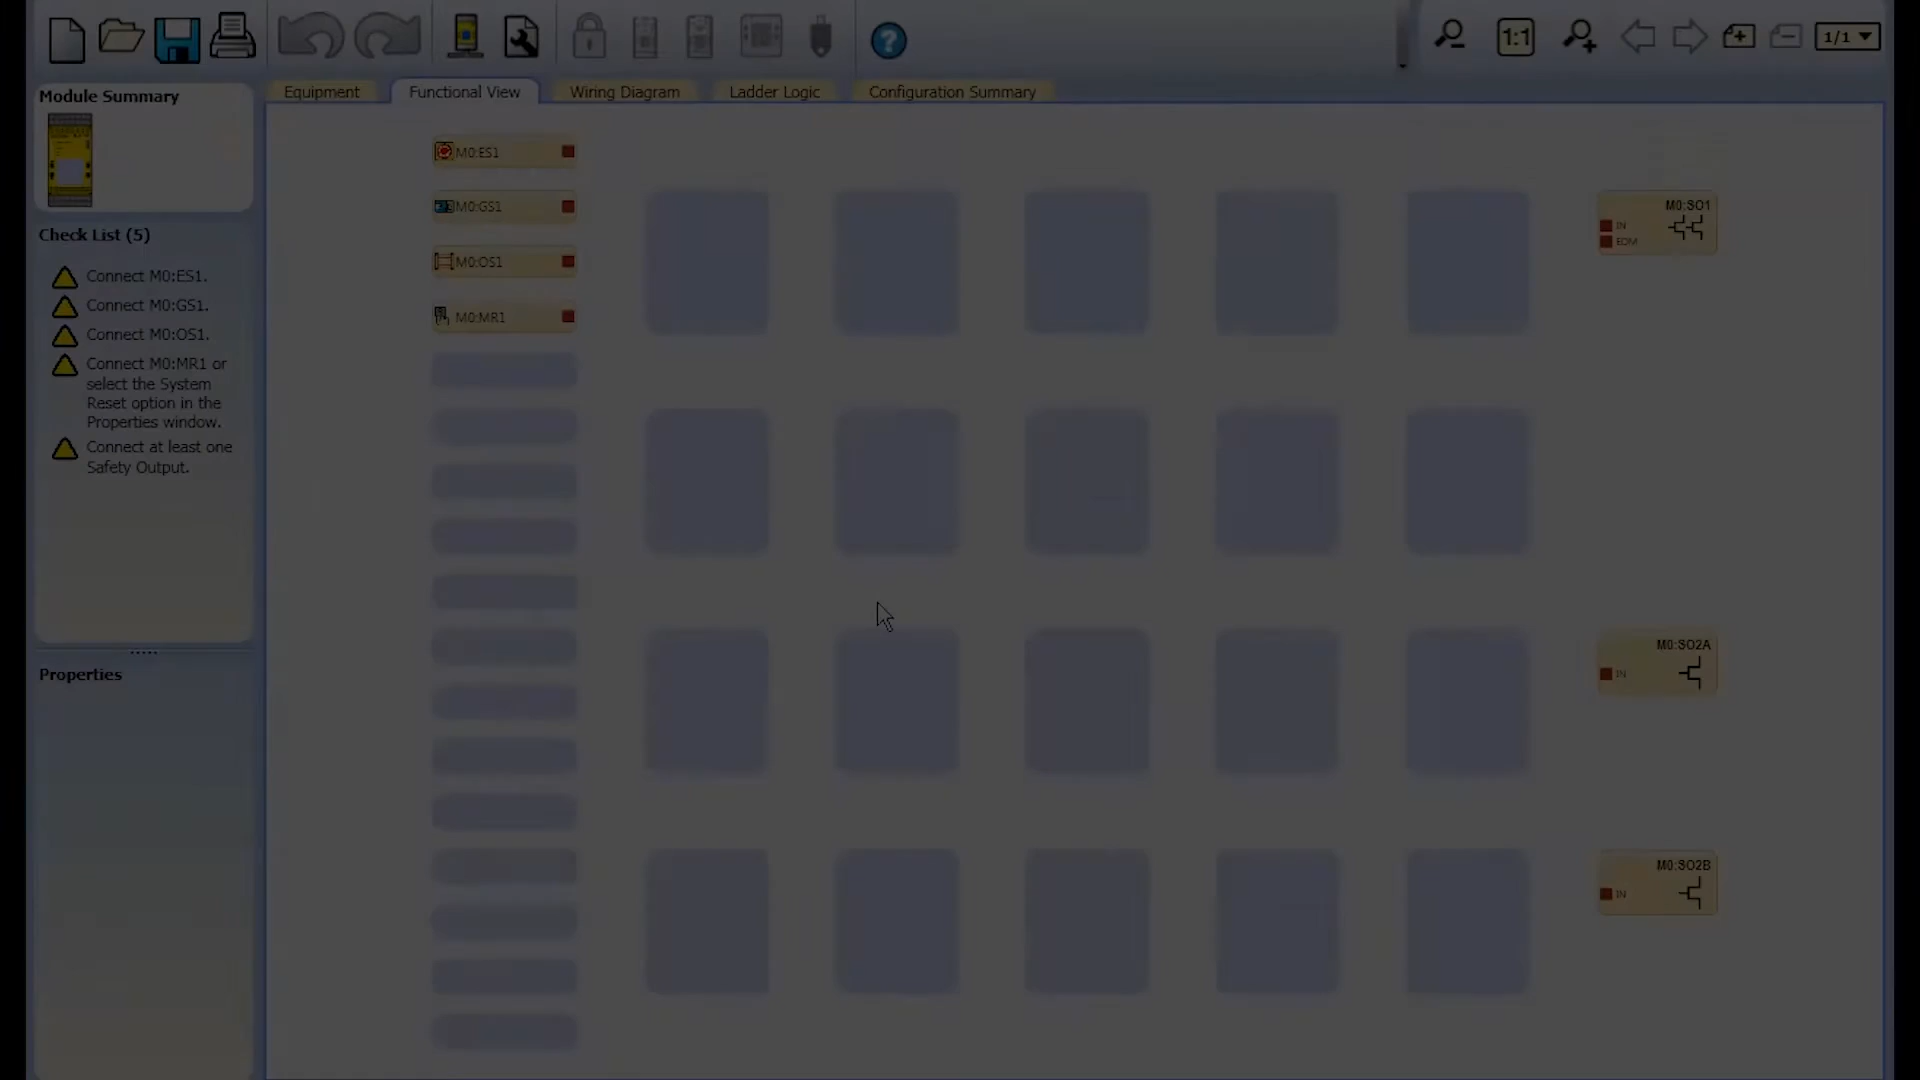 1:1
1/1
Module Summary
Equipment
Functional View
Wiring Diagram
Ladder Logic
Configuration Summary
Check List (5)
Connect M0:ES1.
Connect M0:GS1.
Connect M0:OS1.
Connect M0:MR1 or
select the System
Reset option in the
Properties window.
Connect at least one
Safety Output.
Properties
M0:ES1
M0:GS1
M0:OS1
M0:MR1
M0:SO1
IN
EDM
M0:SO2A
IN
M0:SO2B
IN